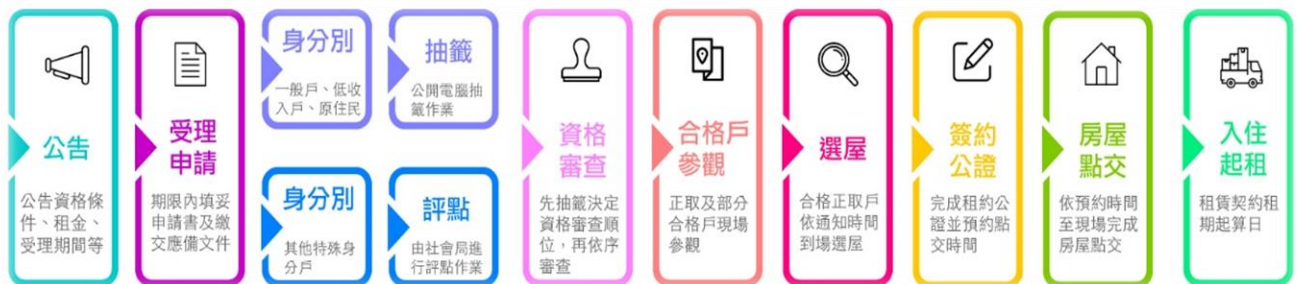 公告
公告資格條
件、租金、
受理期間等
受理
申請
期限內填妥
申請書及繳
交應備文件
身分別
一般戶、低收
入戶、原住民
抽籤
公開電腦抽
籤作業
身分別
其他特殊身
分戶
評點
由社會局進
行評點作業
資格
審查
先抽籤決定
資格審查順
位，再依序
審查
合格戶
參觀
正取及部分
合格戶現場
參觀
選屋
合格正取戶
依通知時間
到場選屋
簽約
公證
完成租約公
證並預約點
交時間
房屋
點交
依預約時間
至現場完成
房屋點交
入住
起租
租賃契約租
期起算日